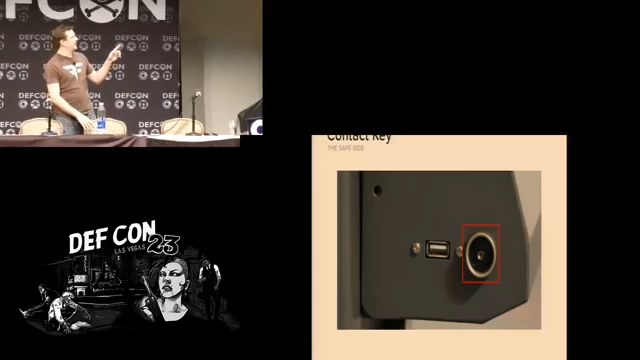 DEFCON
DEFCON
DEFCON
DEFCON
DEFCON
Contact Key
THE SAFE SIDE
DEF CON
LAS VEGAS 23